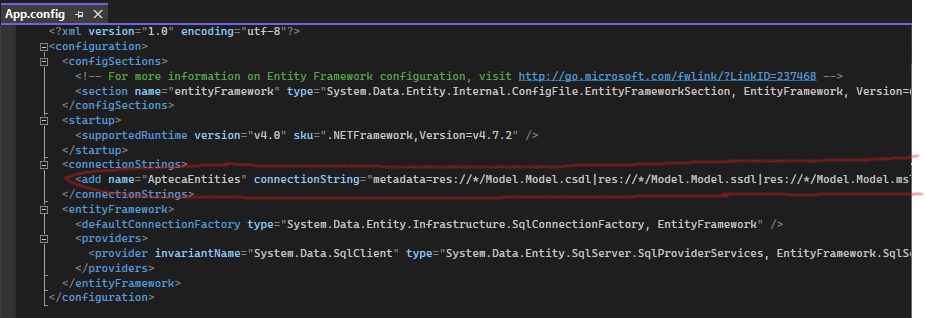 App.config
<?xml version="1.0" encoding="utf-8"?>
<configuration>
<configSections>
<!-- For more information on Entity Framework configuration, visit http://go.microsoft.com/fwlink/?LinkID=237468 -->
<section name="entityFramework" type="System.Data.Entity.Internal.ConfigFile.EntityFrameworkSection, EntityFramework, Version=
</configSections>
<startup>
<supportedRuntime version="v4.0" sku=".NETFramework,Version=v4.7.2" />
</startup>
<connectionStrings>
<add name="AptecaEntities" connectionString="metadata=res://*/Model.Model.csdl|res://*/Model.Model.ssdl|res://*/Model.Model.msl
</connectionStrings>
<entityFramework>
<defaultConnectionFactory type="System.Data.Entity.Infrastructure.SqlConnectionFactory, EntityFramework" />
<providers>
<provider invariantName="System.Data.SqlClient" type="System.Data.Entity.SqlServer.SqlProviderServices, EntityFramework.SqlS
</providers>
</entityFramework>
</configuration>